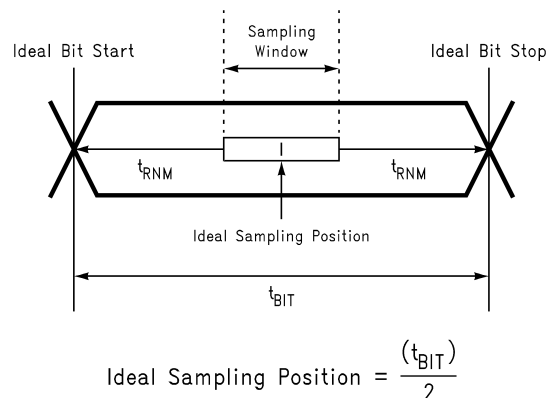 Sampling
Window
Ideal Bit Start
Ideal Bit Stop
tRNM
tRNM
Ideal Sampling Position
tBIT
Ideal Sampling Position = (tBIT)
2